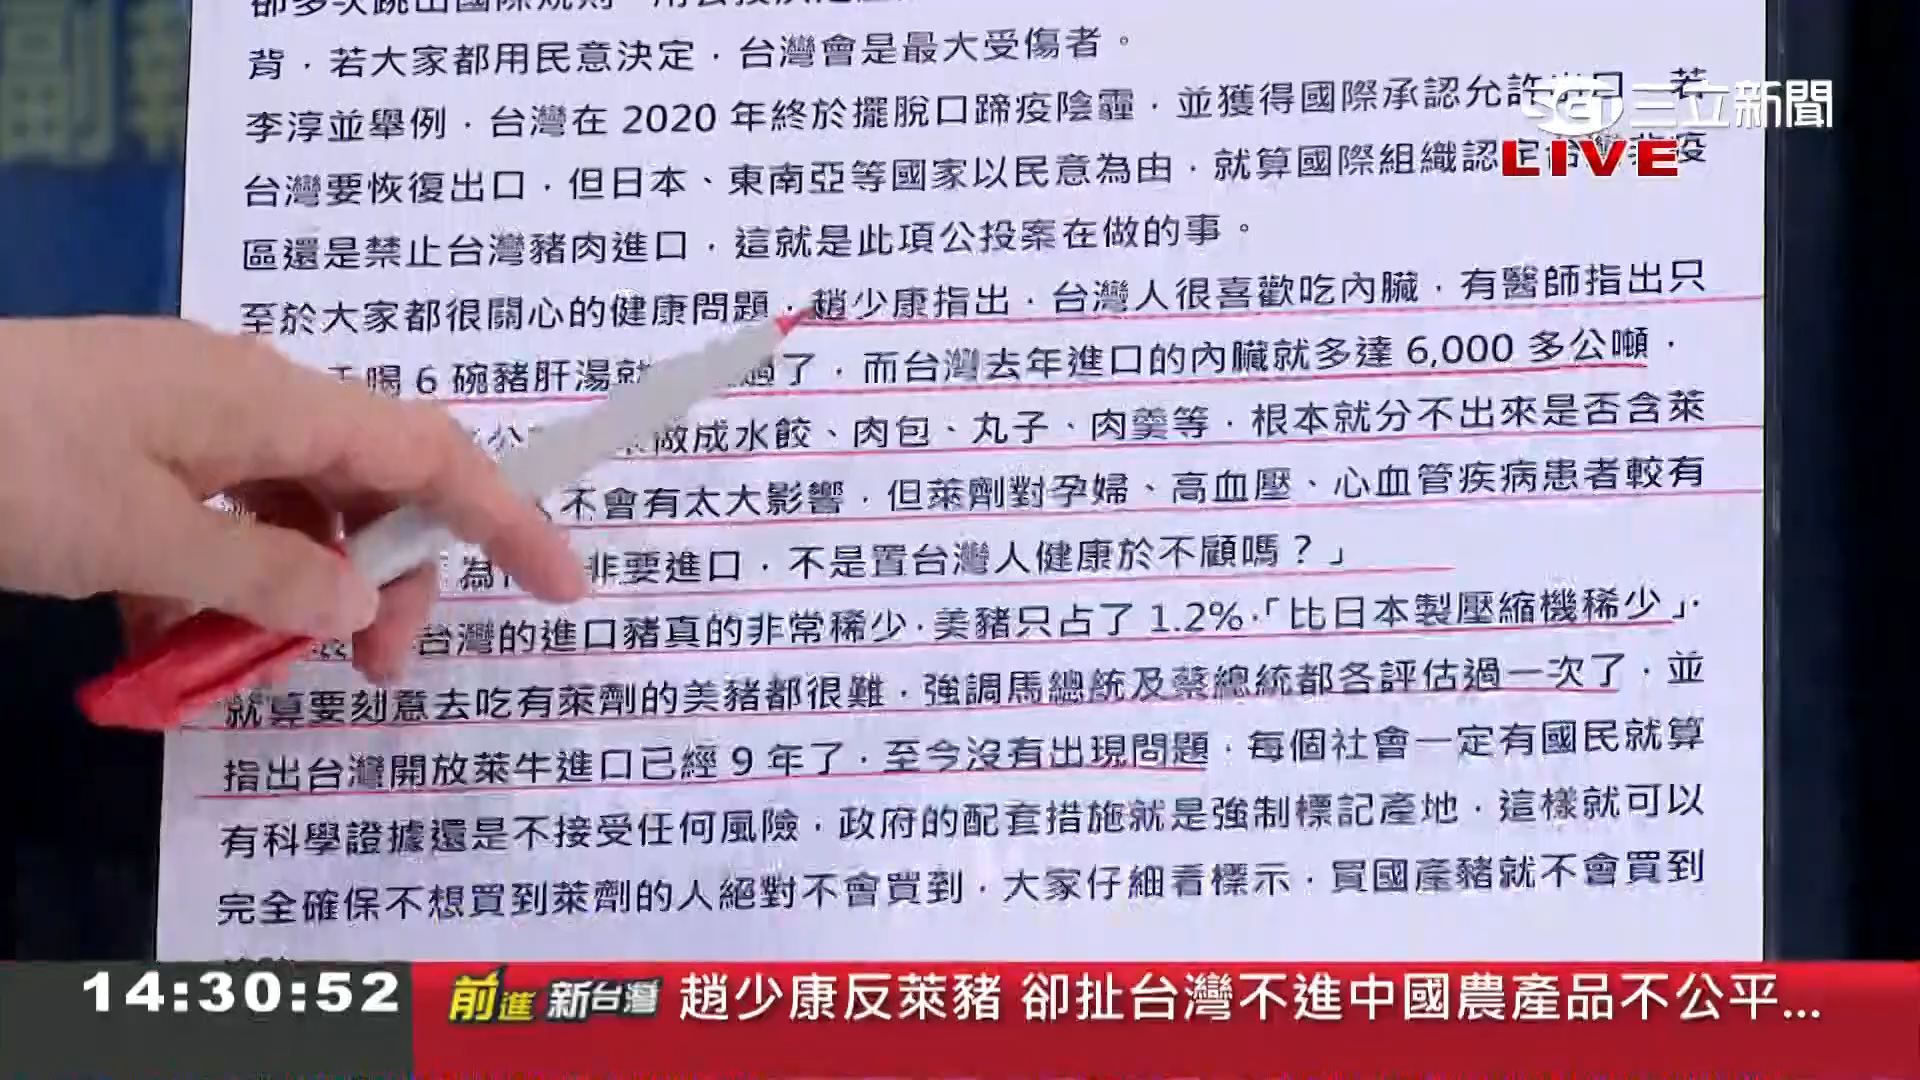 背，若大家都用民意決定，台灣會是最大受傷者。
李淳並舉例，台灣在 2020 年終於擺脫口蹄疫陰霾，並獲得國際承認允許出口，若
台灣要恢復出口，但日本、東南亞等國家以民意為由，就算國際組織認定台灣非疫
區還是禁止台灣豬肉進口，這就是此項公投案在做的事。
至於大家都很關心的健康問題，趙少康指出，台灣人很喜歡吃內臟，有醫師指出只
喝 6 碗豬肝湯就 過了，而台灣去年進口的內臟就多達 6,000 多公噸，
做成水餃、肉包、丸子、肉羹等，根本就分不出來是否含萊
不會有太大影響，但萊劑對孕婦、高血壓、心血管疾病患者較有
為 非要進口，不是置台灣人健康於不顧嗎？」
台灣的進口豬真的非常稀少，美豬只占了 1.2%，「比日本製壓縮機稀少」，
就算要刻意去吃有萊劑的美豬都很難，強調馬總統及蔡總統都各評估過一次了，並
指出台灣開放萊牛進口已經 9 年了，至今沒有出現問題，每個社會一定有國民就算
有科學證據還是不接受任何風險，政府的配套措施就是強制標記產地，這樣就可以
完全確保不想買到萊劑的人絕對不會買到，大家仔細看標示，買國產豬就不會買到
SET 三立新聞
LIVE
14:30:52
前進新台灣
趙少康反萊豬 卻扯台灣不進中國農產品不公平...